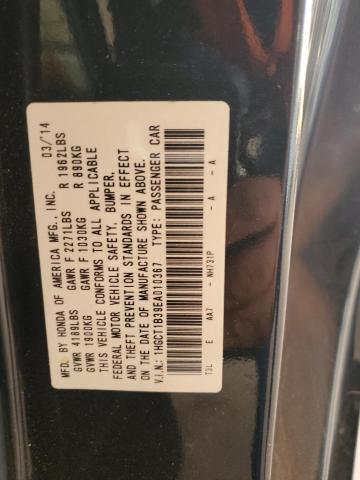 MFD. BY HONDA OF AMERICA MFG., INC. 03/'14
GVWR 4189LBS GAWR F 2271LBS R 1962LBS
GVWR 1900KG GAWR F 1030KG R 890KG
THIS VEHICLE CONFORMS TO ALL APPLICABLE
FEDERAL MOTOR VEHICLE SAFETY, BUMPER,
AND THEFT PREVENTION STANDARDS IN EFFECT
ON THE DATE OF MANUFACTURE SHOWN ABOVE.
V.I.N.: 1HGCT1B39EA010367 TYPE: PASSENGER CAR
T3L E AA7 - NH731P E - A - A